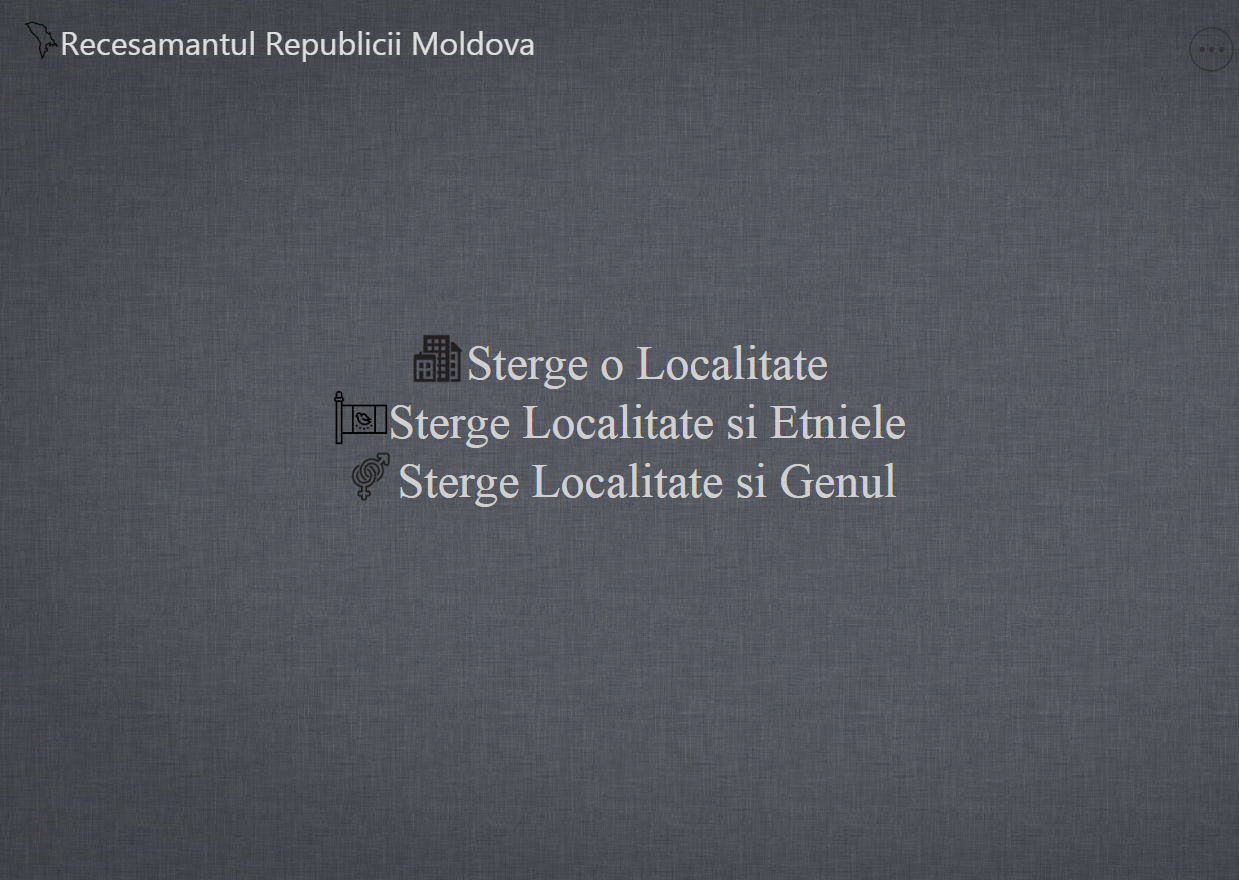 Recesamantul Republicii Moldova
Sterge o Localitate
Sterge Localitate si Etniele
Sterge Localitate si Genul